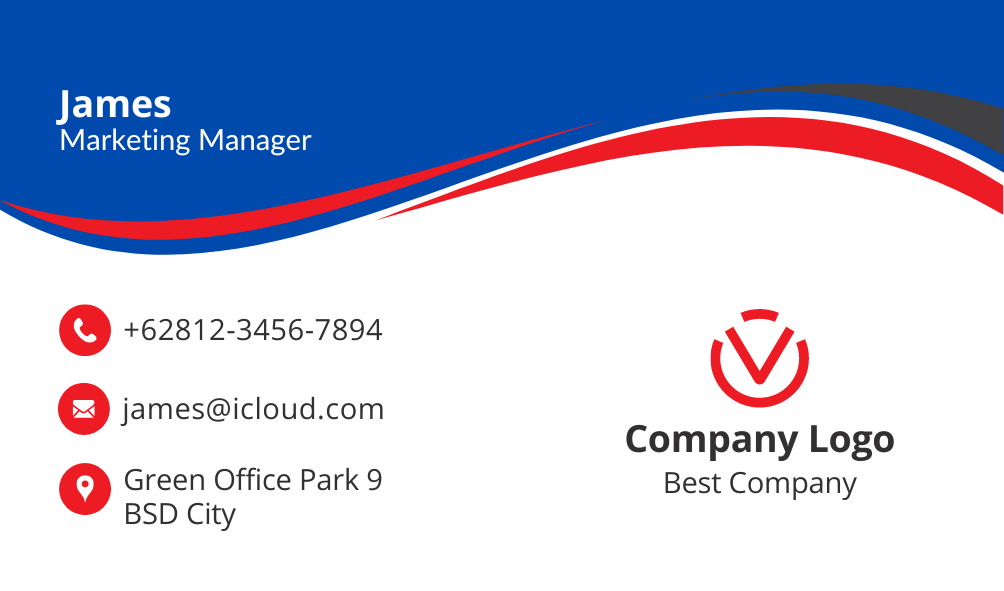 James
Marketing Manager
+62812-3456-7894
james@icloud.com
Green Office Park 9
BSD City
Company Logo
Best Company